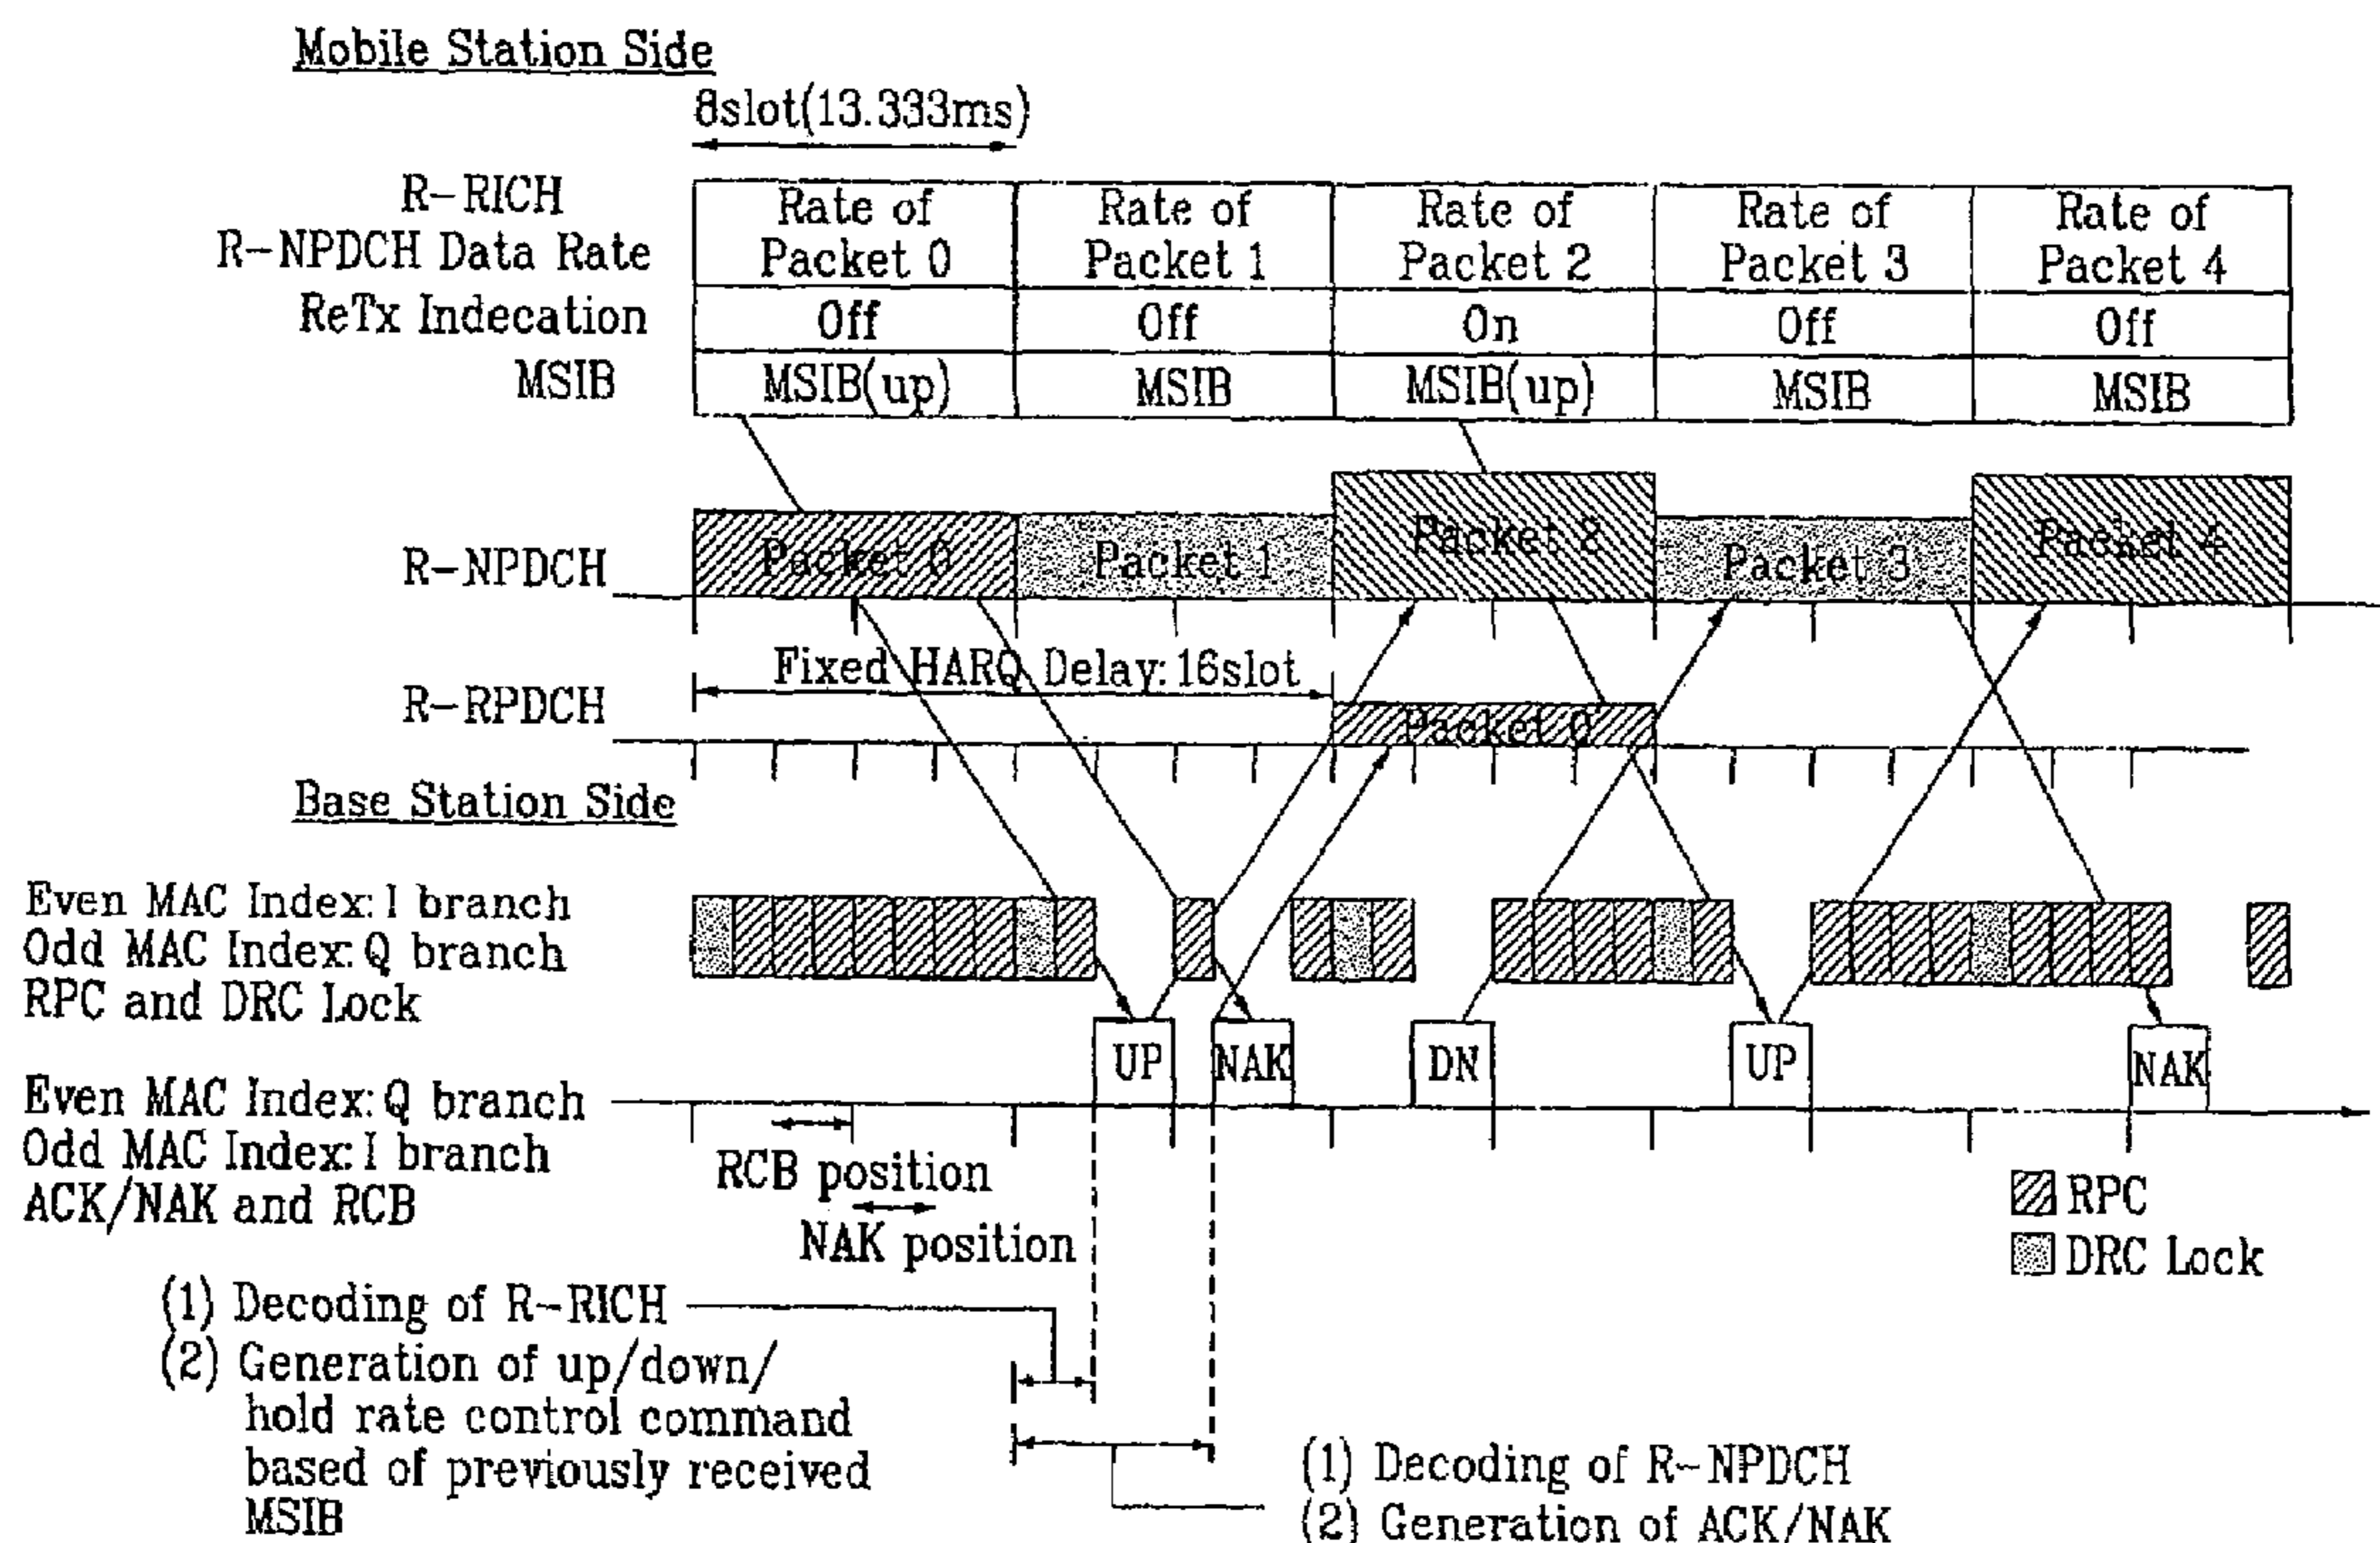 Mobile Station Side
8slot(13.333ms)
R-RICH
R-NPDCH Data Rate
Rate of Packet 0
Rate of Packet 1
Rate of Packet 2
Rate of Packet 3
Rate of Packet 4
ReTx Indecation
Off
Off
On
Off
Off
MSIB
MSIB(up)
MSIB
MSIB(up)
MSIB
MSIB
R-NPDCH
Packet 0
Packet 1
Packet 2
Packet 3
Packet 4
Fixed HARQ Delay:16slot
R-RPDCH
Packet 0
Base Station Side
Even MAC Index:I branch
Odd MAC Index:Q branch
RPC and DRC Lock
UP
NAK
DN
UP
NAK
Even MAC Index:Q branch
Odd MAC Index:I branch
ACK/NAK and RCB
RCB position
NAK position
RPC
DRC Lock
(1) Decoding of R-RICH
(2) Generation of up/down/
hold rate control command
based of previously received
MSIB
(1) Decoding of R-NPDCH
(2) Generation of ACK/NAK